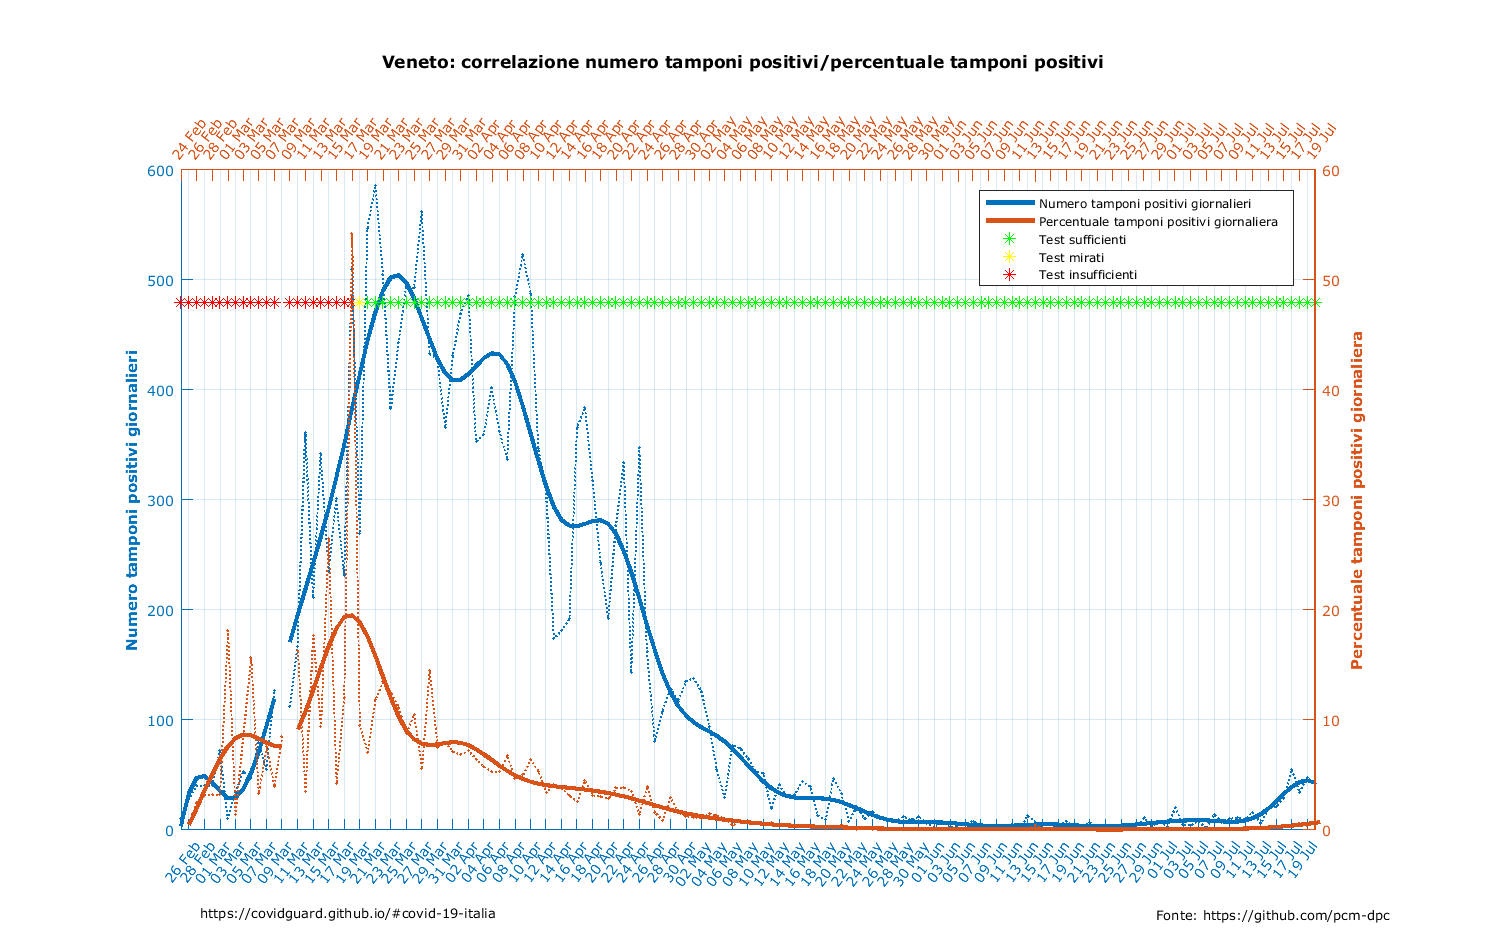 Veneto: correlazione numero tamponi positivi/percentuale tamponi positivi
24 Feb
26 Feb
28 Feb
01 Mar
03 Mar
05 Mar
07 Mar
09 Mar
11 Mar
13 Mar
15 Mar
17 Mar
19 Mar
21 Mar
23 Mar
25 Mar
27 Mar
29 Mar
31 Mar
02 Apr
04 Apr
06 Apr
08 Apr
10 Apr
12 Apr
14 Apr
16 Apr
18 Apr
20 Apr
22 Apr
24 Apr
26 Apr
28 Apr
30 Apr
02 May
04 May
06 May
08 May
10 May
12 May
14 May
16 May
18 May
20 May
22 May
24 May
26 May
28 May
30 May
01 Jun
03 Jun
05 Jun
07 Jun
09 Jun
11 Jun
13 Jun
15 Jun
17 Jun
19 Jun
21 Jun
23 Jun
25 Jun
27 Jun
29 Jun
01 Jul
03 Jul
05 Jul
07 Jul
09 Jul
11 Jul
13 Jul
15 Jul
17 Jul
19 Jul
600
500
400
300
200
100
0
Numero tamponi positivi giornalieri
Numero tamponi positivi giornalieri
Percentuale tamponi positivi giornaliera
Test sufficienti
Test mirati
Test insufficienti
60
50
40
30
20
10
0
Percentuale tamponi positivi giornaliera
26 Feb
28 Feb
01 Mar
03 Mar
05 Mar
07 Mar
09 Mar
11 Mar
13 Mar
15 Mar
17 Mar
19 Mar
21 Mar
23 Mar
25 Mar
27 Mar
29 Mar
31 Mar
02 Apr
04 Apr
06 Apr
08 Apr
10 Apr
12 Apr
14 Apr
16 Apr
18 Apr
20 Apr
22 Apr
24 Apr
26 Apr
28 Apr
30 Apr
02 May
04 May
06 May
08 May
10 May
12 May
14 May
16 May
18 May
20 May
22 May
24 May
26 May
28 May
30 May
01 Jun
03 Jun
05 Jun
07 Jun
09 Jun
11 Jun
13 Jun
15 Jun
17 Jun
19 Jun
21 Jun
23 Jun
25 Jun
27 Jun
29 Jun
01 Jul
03 Jul
05 Jul
07 Jul
09 Jul
11 Jul
13 Jul
15 Jul
17 Jul
19 Jul
https://covidguard.github.io/#covid-19-italia
Fonte: https://github.com/pcm-dpc